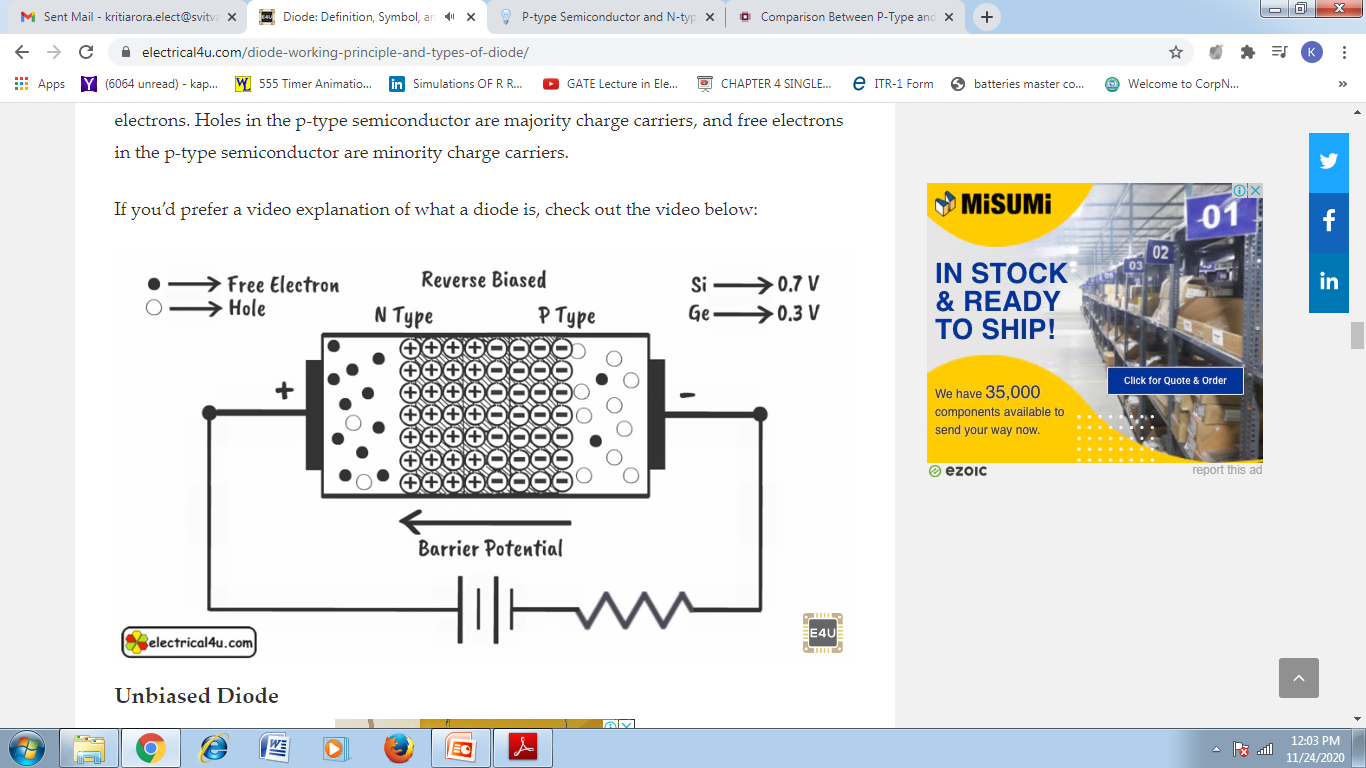 Sent Mail - kritiarora.elect@svitva
Diode: Definition, Symbol, an
P-type Semiconductor and N-typ
Comparison Between P-Type and
electrical4u.com/diode-working-principle-and-types-of-diode/
K
Apps
(6064 unread) - kap...
555 Timer Animatio...
Simulations OF R R...
GATE Lecture in Ele...
CHAPTER 4 SINGLE...
ITR-1 Form
batteries master co...
Welcome to CorpN...
»
electrons. Holes in the p-type semiconductor are majority charge carriers, and free electrons
in the p-type semiconductor are minority charge carriers.
If you’d prefer a video explanation of what a diode is, check out the video below:
Free Electron
Hole
Reverse Biased
N Type
P Type
Si 0.7 V
Ge 0.3 V
+
-
Barrier Potential
electrical4u.com
E4U
Unbiased Diode
MiSUMi
01
02
03
IN STOCK
& READY
TO SHIP!
Click for Quote & Order
We have 35,000
components available to
send your way now.
ezoic
report this ad
12:03 PM
11/24/2020